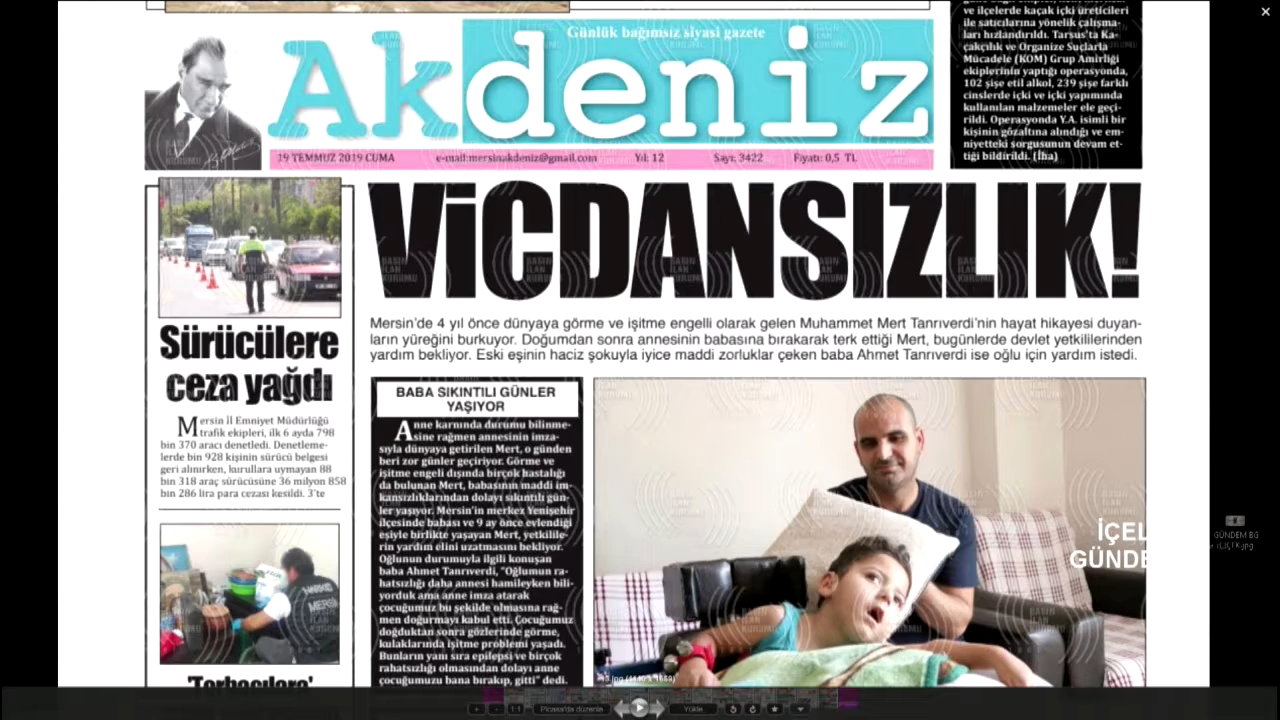 ve ilçelerde kaçak içki üreticileri
ile satıcılarına yönelik çalışma-
ları hızlandırıldı. Tarsus'ta Ka-
çakçılık ve Organize Suçlarla
Mücadele (KOM) Grup Amirliği
ekiplerinin yaptığı operasyonda,
102 şişe etil alkol, 239 şişe farklı
cinslerde içki ve içki yapımında
kullanılan malzemeler ele geçi-
rildi. Operasyonda Y.A. isimli bir
kişinin gözaltına alındığı ve em-
niyetteki sorgusunun devam et-
tiği bildirildi. (İha)
Günlük bağımsız siyasi gazete
Akdeniz
19 TEMMUZ 2019 CUMA e-mail:mersinakdeniz@gmail.com Yıl: 12 Sayı: 3422 Fiyatı: 0,5 TL
VİCDANSIZLIK!
Mersin'de 4 yıl önce dünyaya görme ve işitme engelli olarak gelen Muhammet Mert Tanrıverdi'nin hayat hikayesi duyan-
ların yüreğini burkuyor. Doğumdan sonra annesinin babasına bırakarak terk ettiği Mert, bugünlerde devlet yetkililerinden
yardım bekliyor. Eski eşinin haciz şokuyla iyice maddi zorluklar çeken baba Ahmet Tanrıverdi ise oğlu için yardım istedi.
Sürücülere
ceza yağdı
Mersin İl Emniyet Müdürlüğü
trafik ekipleri, ilk 6 ayda 798
bin 370 aracı denetledi. Denetleme-
lerde bin 928 kişinin sürücü belgesi
geri alınırken, kurullara uymayan 88
bin 318 araç sürücüsüne 36 milyon 858
bin 286 lira para cezası kesildi. 3'te
'Torbacılara'
BABA SIKINTILI GÜNLER
YAŞIYOR
Anne karnında durumu bilinme-
sine rağmen annesinin imza-
sıyla dünyaya getirilen Mert, o günden
beri zor günler geçiriyor. Görme ve
işitme engeli dışında birçok hastalığı
da bulunan Mert, babasının maddi im-
kansızlıklarından dolayı sıkıntılı gün-
ler yaşıyor. Mersin'in merkez Yenişehir
ilçesinde babası ve 9 ay önce evlendiği
eşiyle birlikte yaşayan Mert, yetkilile-
rin yardım elini uzatmasını bekliyor.
Oğlunun durumuyla ilgili konuşan
baba Ahmet Tanrıverdi, "Oğlumun ra-
hatsızlığı daha annesi hamileyken bili-
yorduk ama anne imza atarak
çocuğumuz bu şekilde olmasına rağ-
men doğurmayı kabul etti. Çocuğumuz
doğduktan sonra gözlerinde görme,
kulaklarında işitme problemi yaşadı.
Bunların yanı sıra epilepsi ve birçok
rahatsızlığı olmasından dolayı anne
çocuğumuzu bana bırakıp, gitti" dedi.
İÇEL
GÜNDE
GÜNDEM BG
1:1 Picasa'da düzenle Yükle